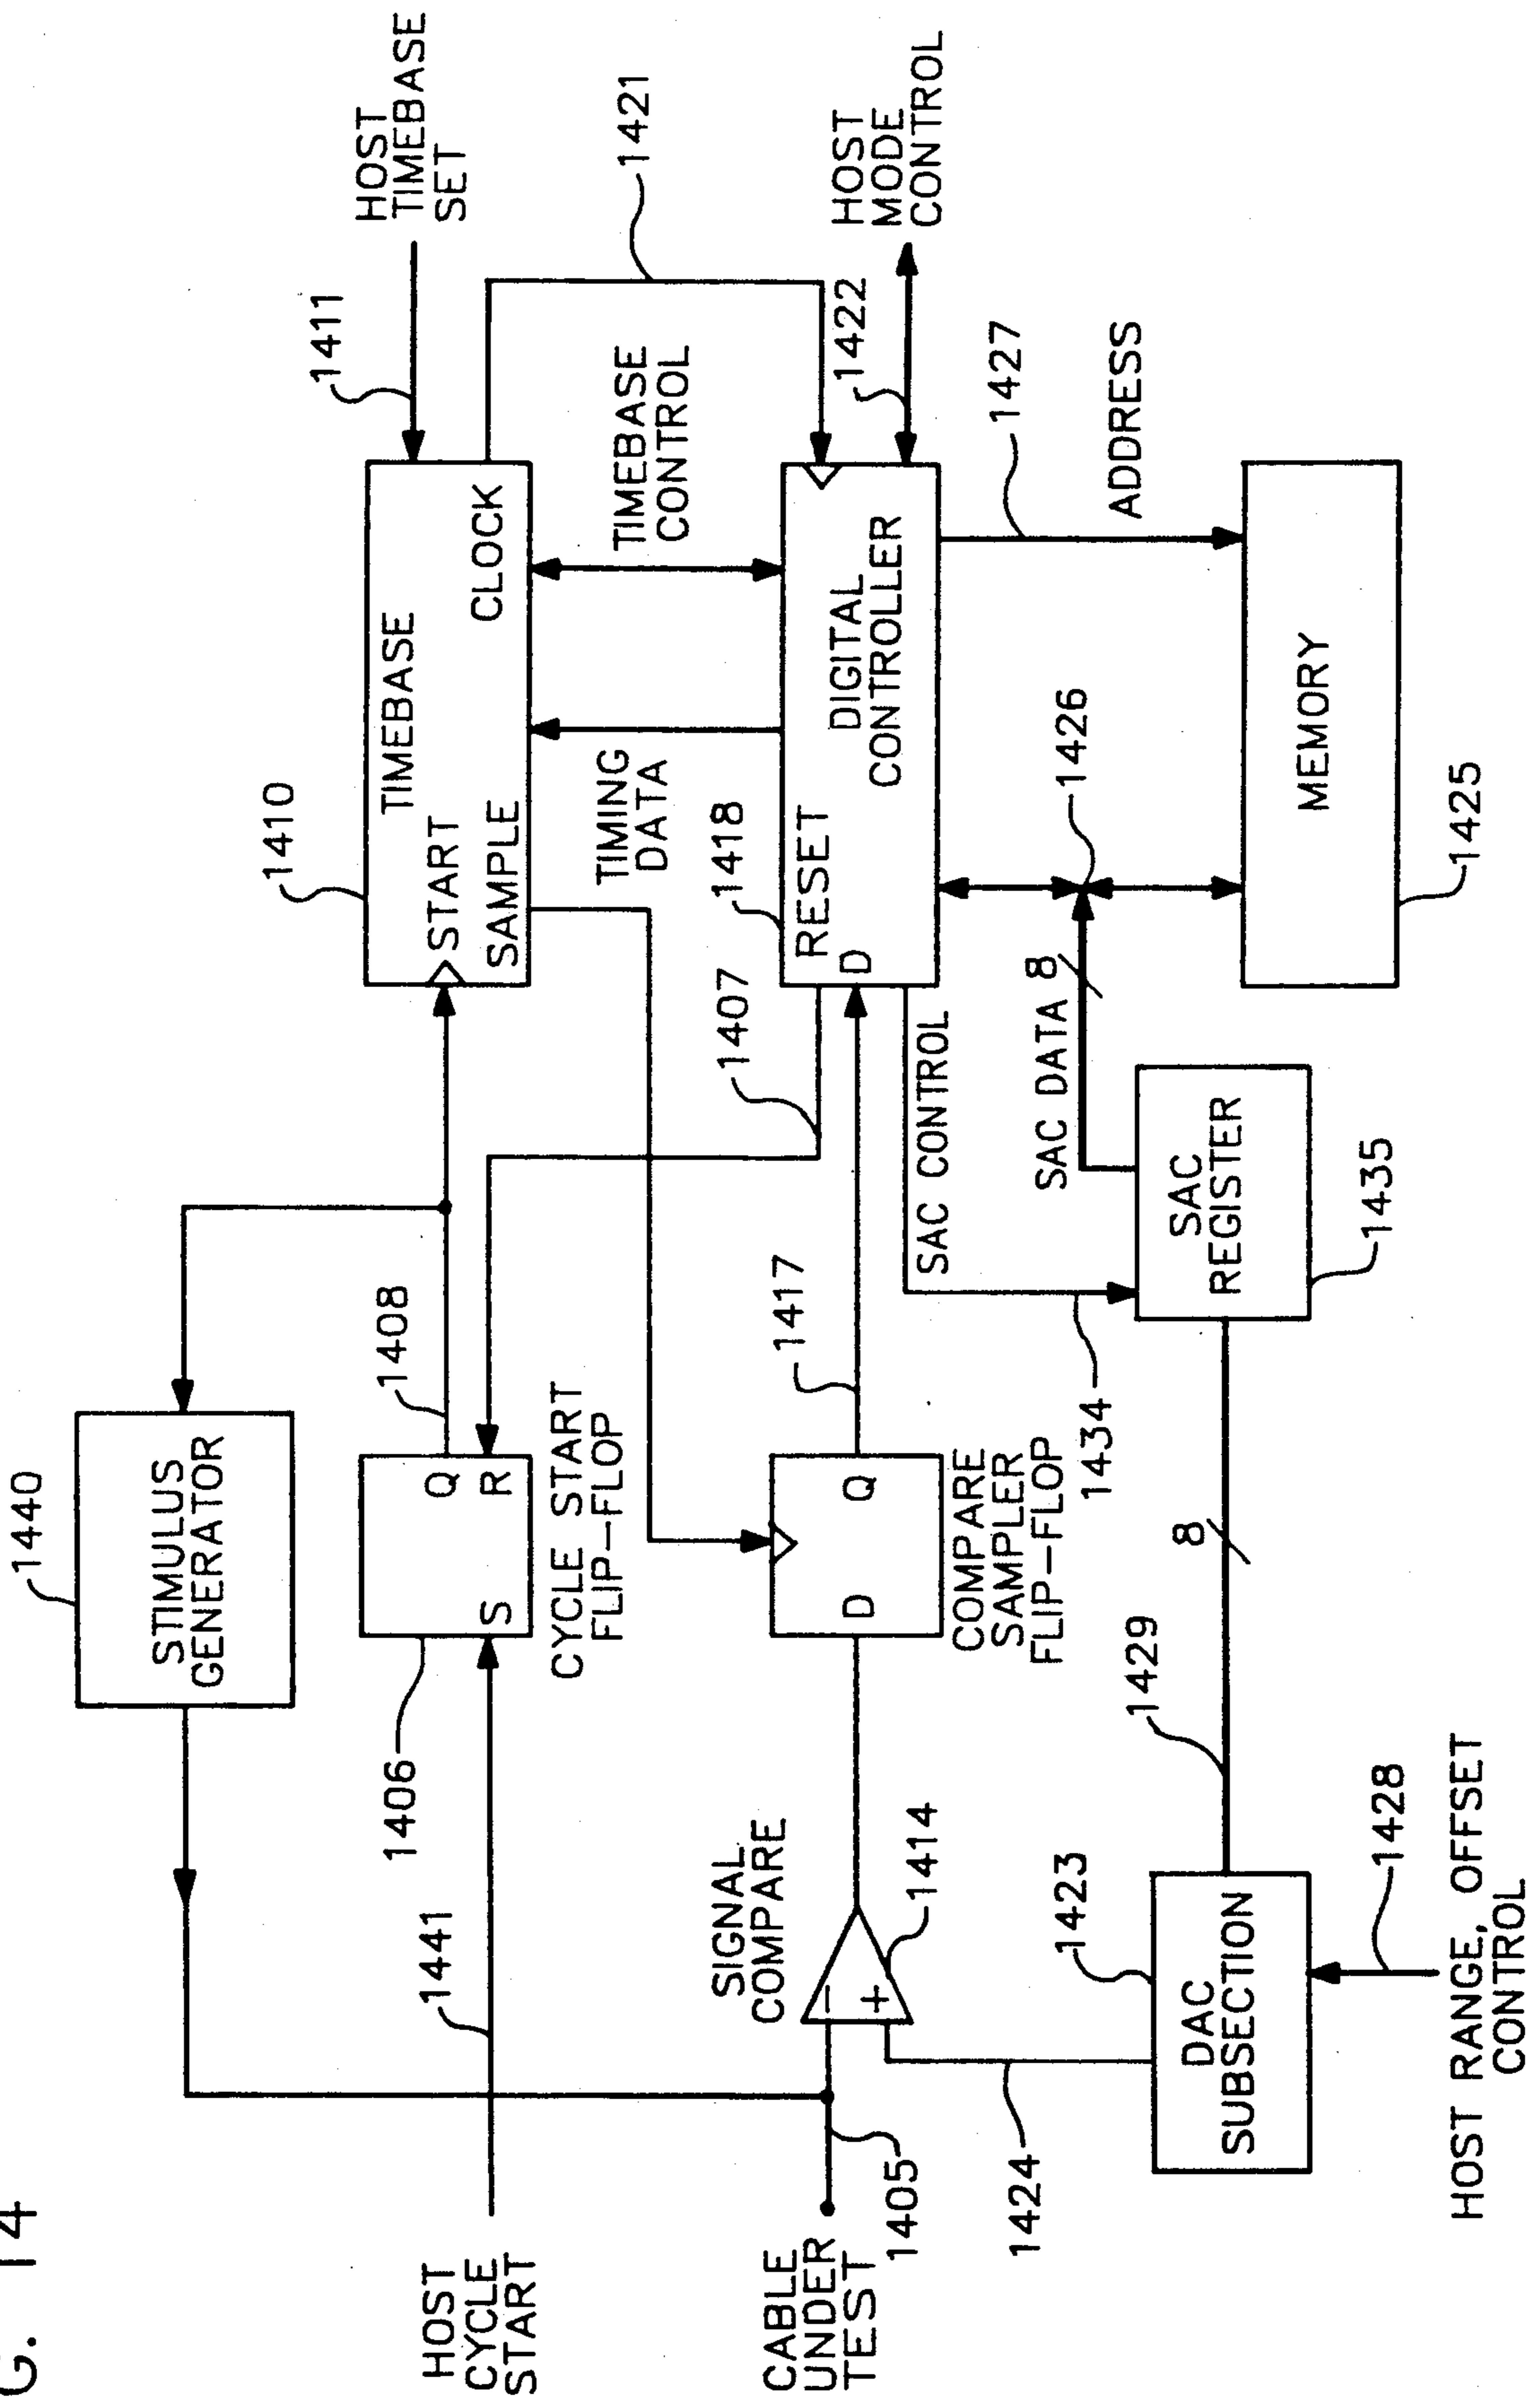 G. 14
1440
STIMULUS
GENERATOR
HOST
CYCLE
START
1441
1406
S
Q
R
CYCLE START
FLIP-FLOP
1408
1410
TIMEBASE
START
SAMPLE
CLOCK
1411
HOST
TIMEBASE
SET
1421
TIMING
DATA
TIMEBASE
CONTROL
CABLE
UNDER
TEST
1405
SIGNAL
COMPARE
−
+
1414
D
Q
COMPARE
SAMPLER
FLIP-FLOP
1417
1407
1418
RESET
D
DIGITAL
CONTROLLER
1422
HOST
MODE
CONTROL
SAC CONTROL
1434
SAC DATA 8
1426
1427
ADDRESS
1424
1423
DAC
SUBSECTION
1429
8
SAC
REGISTER
1435
MEMORY
1425
1428
HOST RANGE, OFFSET
CONTROL